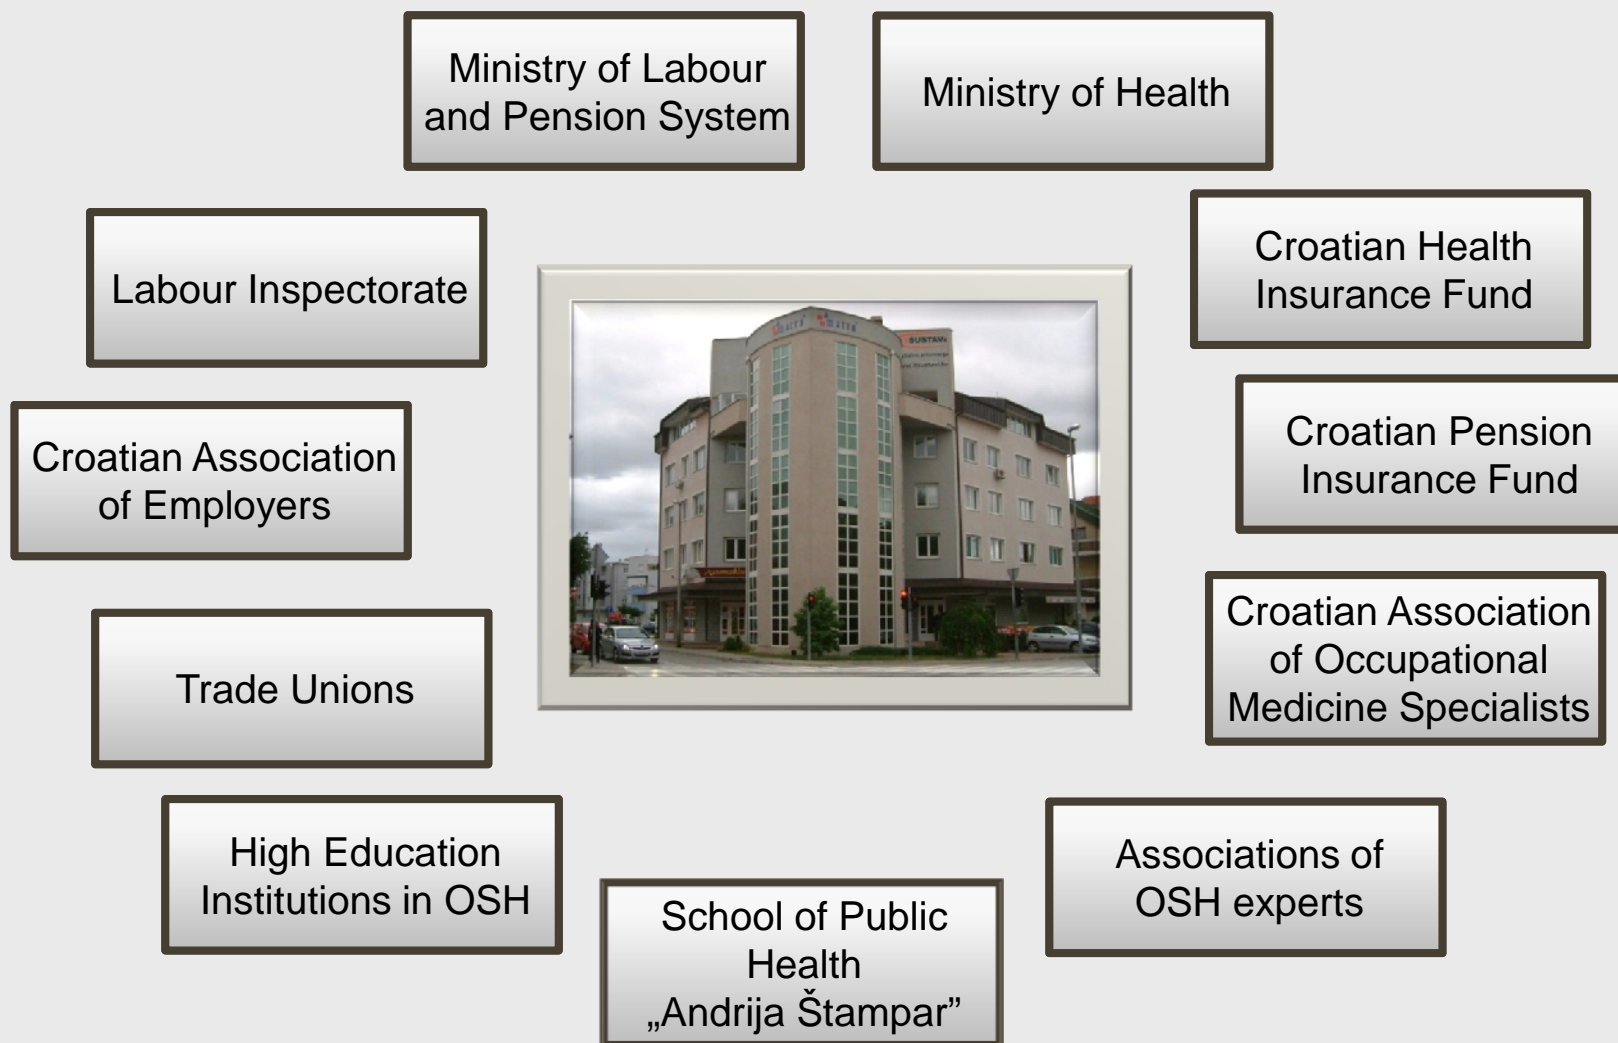 Ministry of Labour
and Pension System
Ministry of Health
Labour Inspectorate
Croatian Health
Insurance Fund
Croatian Association
of Employers
Croatian Pension
Insurance Fund
Trade Unions
Croatian Association
of Occupational
Medicine Specialists
High Education
Institutions in OSH
School of Public
Health
„Andrija Štampar”
Associations of
OSH experts